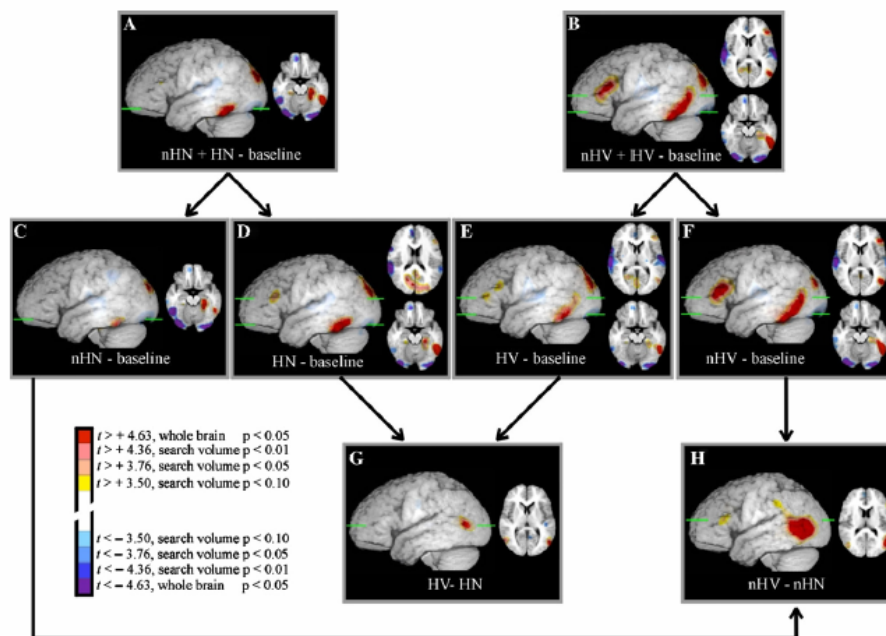 A
nHN + HN - baseline
B
nHV + HV - baseline
C
nHN - baseline
D
HN - baseline
E
HV - baseline
F
nHV - baseline
t > + 4.63, whole brain p < 0.05
t > + 4.36, search volume p < 0.01
t > + 3.76, search volume p < 0.05
t > + 3.50, search volume p < 0.10
t < – 3.50, search volume p < 0.10
t < – 3.76, search volume p < 0.05
t < – 4.36, search volume p < 0.01
t < – 4.63, whole brain p < 0.05
G
HV- HN
H
nHV - nHN